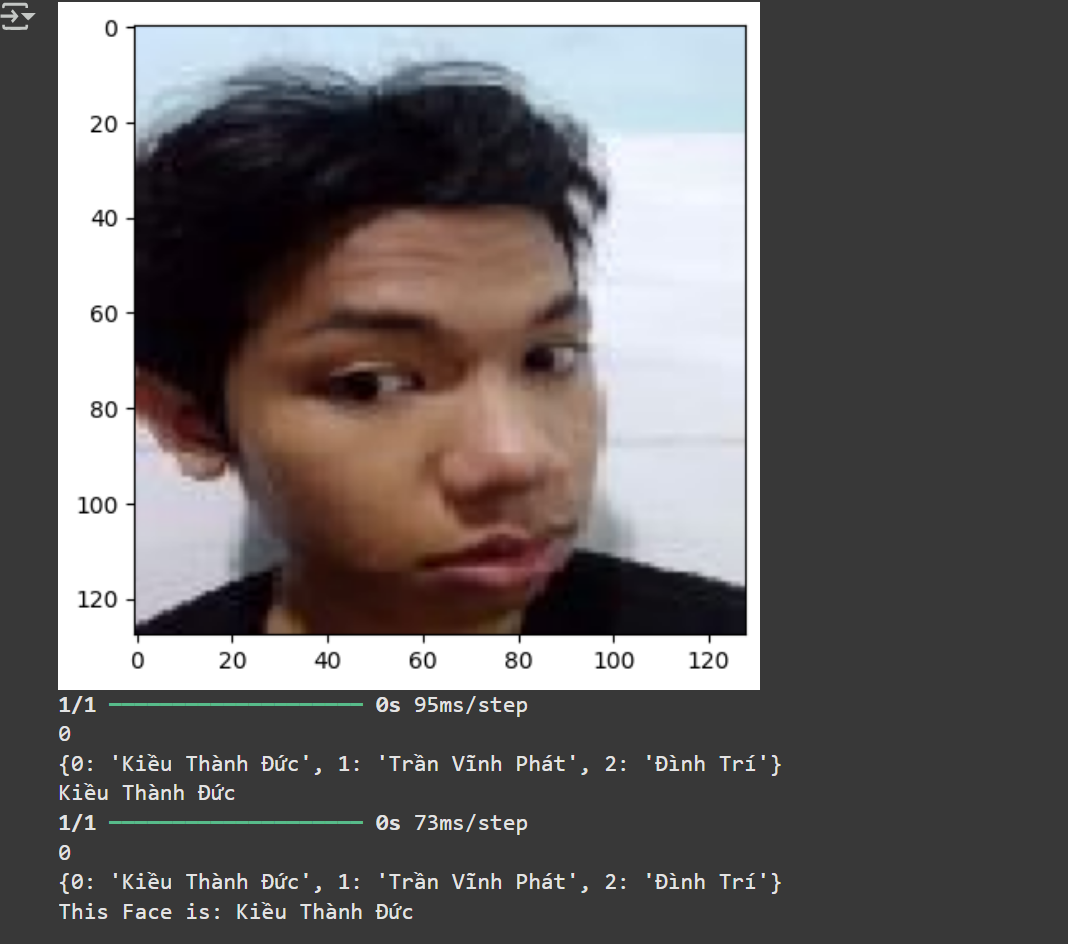 0
20
40
60
80
100
120
0 20 40 60 80 100 120
1/1 ━━━━━━━━━━━━━━━━━━━━ 0s 95ms/step
0
{0: 'Kiều Thành Đức', 1: 'Trần Vĩnh Phát', 2: 'Đình Trí'}
Kiều Thành Đức
1/1 ━━━━━━━━━━━━━━━━━━━━ 0s 73ms/step
0
{0: 'Kiều Thành Đức', 1: 'Trần Vĩnh Phát', 2: 'Đình Trí'}
This Face is: Kiều Thành Đức